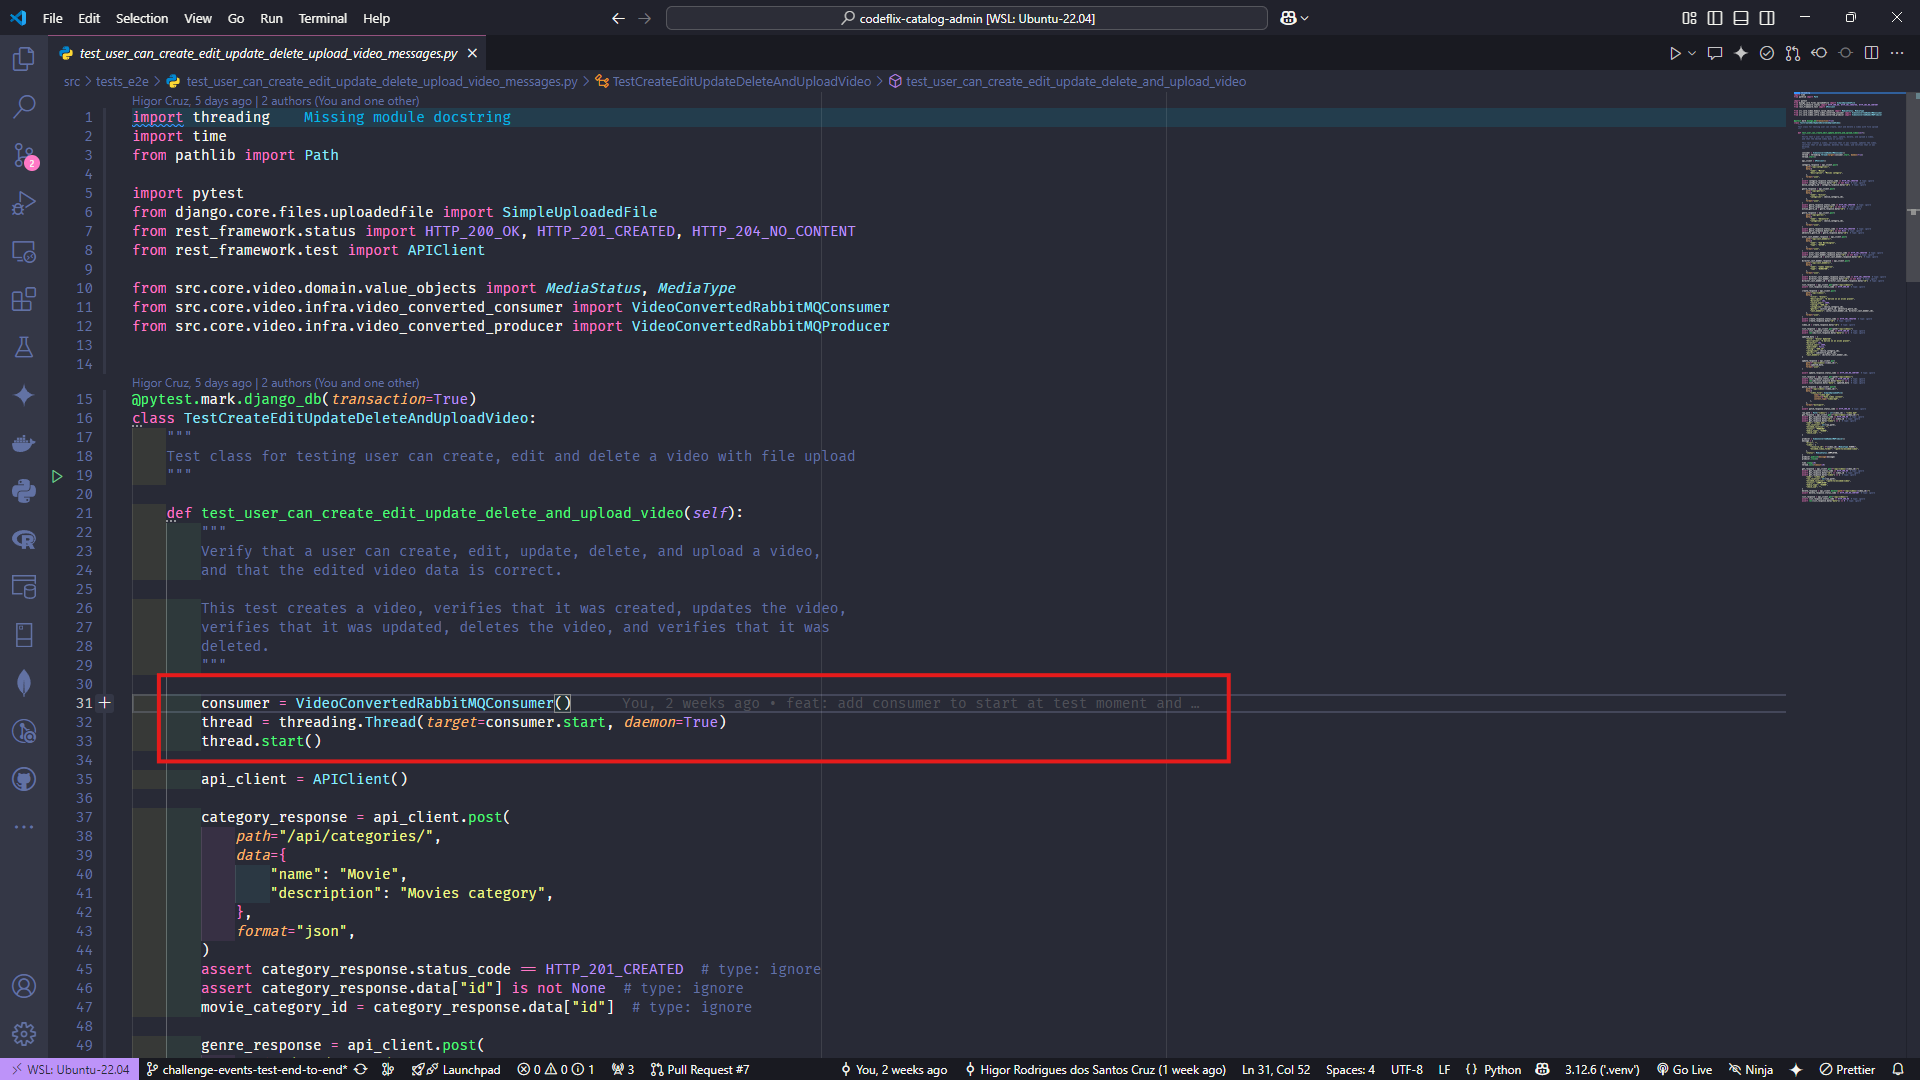 File Edit Selection View Go Run Terminal Help
codeflix-catalog-admin [WSL: Ubuntu-22.04]
test_user_can_create_edit_update_delete_upload_video_messages.py
src > tests_e2e > test_user_can_create_edit_update_delete_upload_video_messages.py > TestCreateEditUpdateDeleteAndUploadVideo > test_user_can_create_edit_update_delete_and_upload_video
Higor Cruz, 5 days ago | 2 authors (You and one other)
1 import threading Missing module docstring
2 import time
3 from pathlib import Path
4
5 import pytest
6 from django.core.files.uploadedfile import SimpleUploadedFile
7 from rest_framework.status import HTTP_200_OK, HTTP_201_CREATED, HTTP_204_NO_CONTENT
8 from rest_framework.test import APIClient
9
10 from src.core.video.domain.value_objects import MediaStatus, MediaType
11 from src.core.video.infra.video_converted_consumer import VideoConvertedRabbitMQConsumer
12 from src.core.video.infra.video_converted_producer import VideoConvertedRabbitMQProducer
13
14
Higor Cruz, 5 days ago | 2 authors (You and one other)
15 @pytest.mark.django_db(transaction=True)
16 class TestCreateEditUpdateDeleteAndUploadVideo:
17 """
18 Test class for testing user can create, edit and delete a video with file upload
19 """
20
21 def test_user_can_create_edit_update_delete_and_upload_video(self):
22 """
23 Verify that a user can create, edit, update, delete, and upload a video,
24 and that the edited video data is correct.
25
26 This test creates a video, verifies that it was created, updates the video,
27 verifies that it was updated, deletes the video, and verifies that it was
28 deleted.
29 """
30
31 consumer = VideoConvertedRabbitMQConsumer() You, 2 weeks ago • feat: add consumer to start at test moment and …
32 thread = threading.Thread(target=consumer.start, daemon=True)
33 thread.start()
34
35 api_client = APIClient()
36
37 category_response = api_client.post(
38 path="/api/categories/",
39 data={
40 "name": "Movie",
41 "description": "Movies category",
42 },
43 format="json",
44 )
45 assert category_response.status_code == HTTP_201_CREATED # type: ignore
46 assert category_response.data["id"] is not None # type: ignore
47 movie_category_id = category_response.data["id"] # type: ignore
48
49 genre_response = api_client.post(
2
WSL: Ubuntu-22.04 challenge-events-test-end-to-end* Launchpad 0 0 1 3 Pull Request #7 You, 2 weeks ago Higor Rodrigues dos Santos Cruz (1 week ago) Ln 31, Col 52 Spaces: 4 UTF-8 LF { } Python 3.12.6 ('.venv') Go Live Ninja Prettier